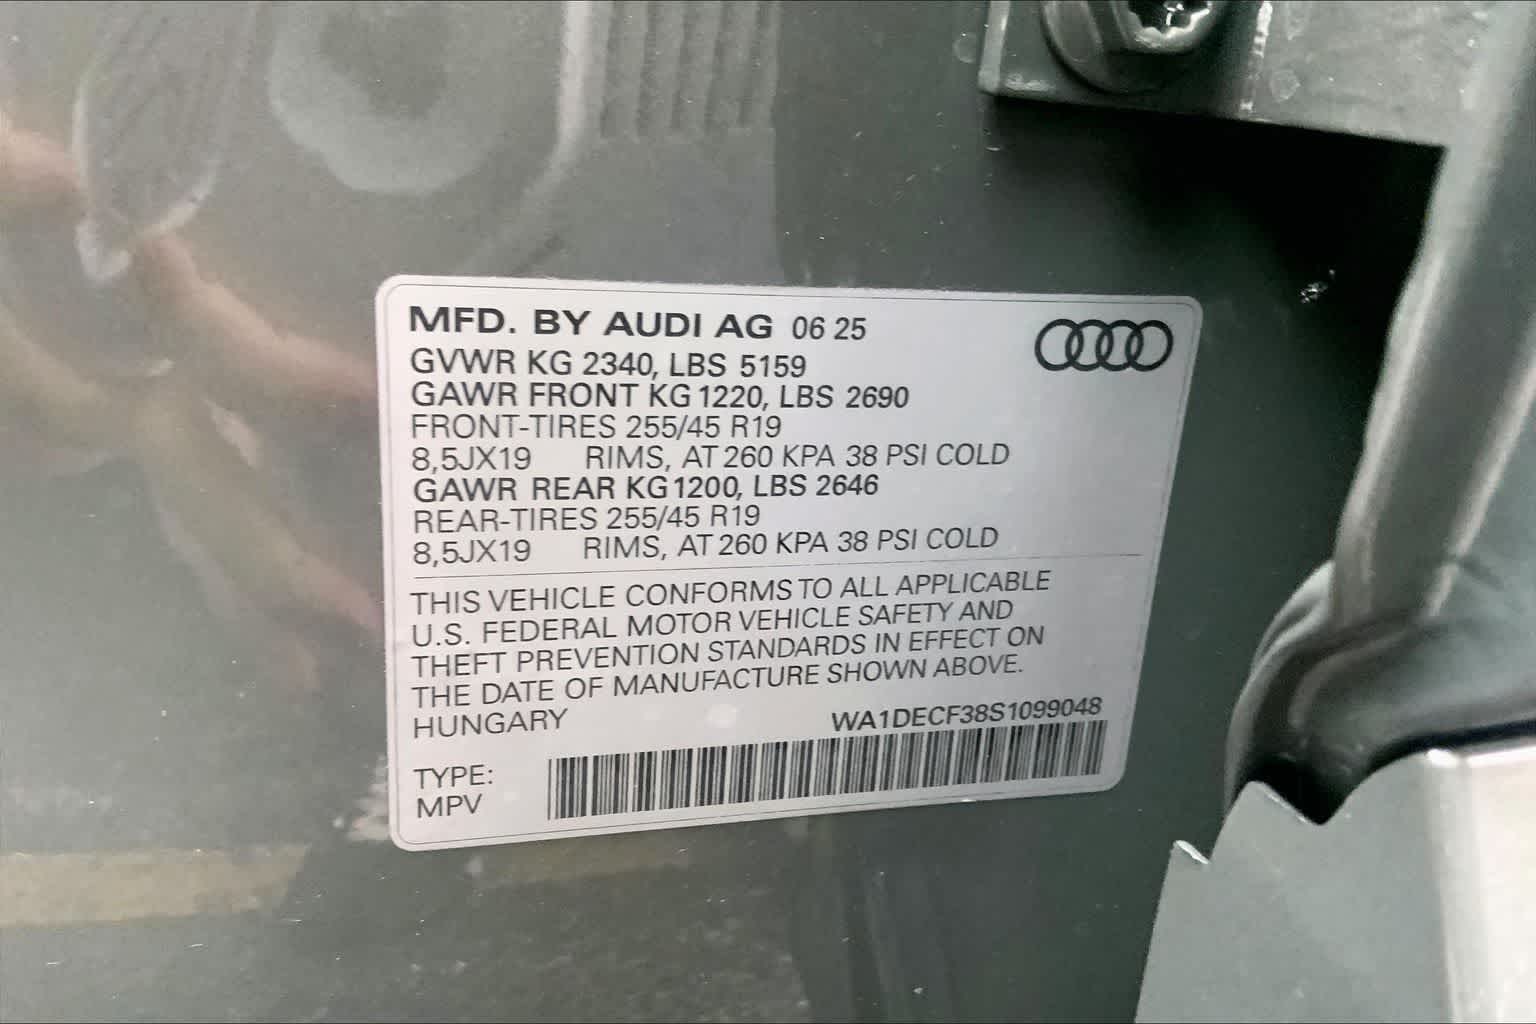 MFD. BY AUDI AG 06 25
GVWR KG 2340, LBS 5159
GAWR FRONT KG 1220, LBS 2690
FRONT-TIRES 255/45 R19
8,5JX19 RIMS, AT 260 KPA 38 PSI COLD
GAWR REAR KG 1200, LBS 2646
REAR-TIRES 255/45 R19
8,5JX19 RIMS, AT 260 KPA 38 PSI COLD
THIS VEHICLE CONFORMS TO ALL APPLICABLE
U.S. FEDERAL MOTOR VEHICLE SAFETY AND
THEFT PREVENTION STANDARDS IN EFFECT ON
THE DATE OF MANUFACTURE SHOWN ABOVE.
HUNGARY WA1DECF38S1099048
TYPE:
MPV